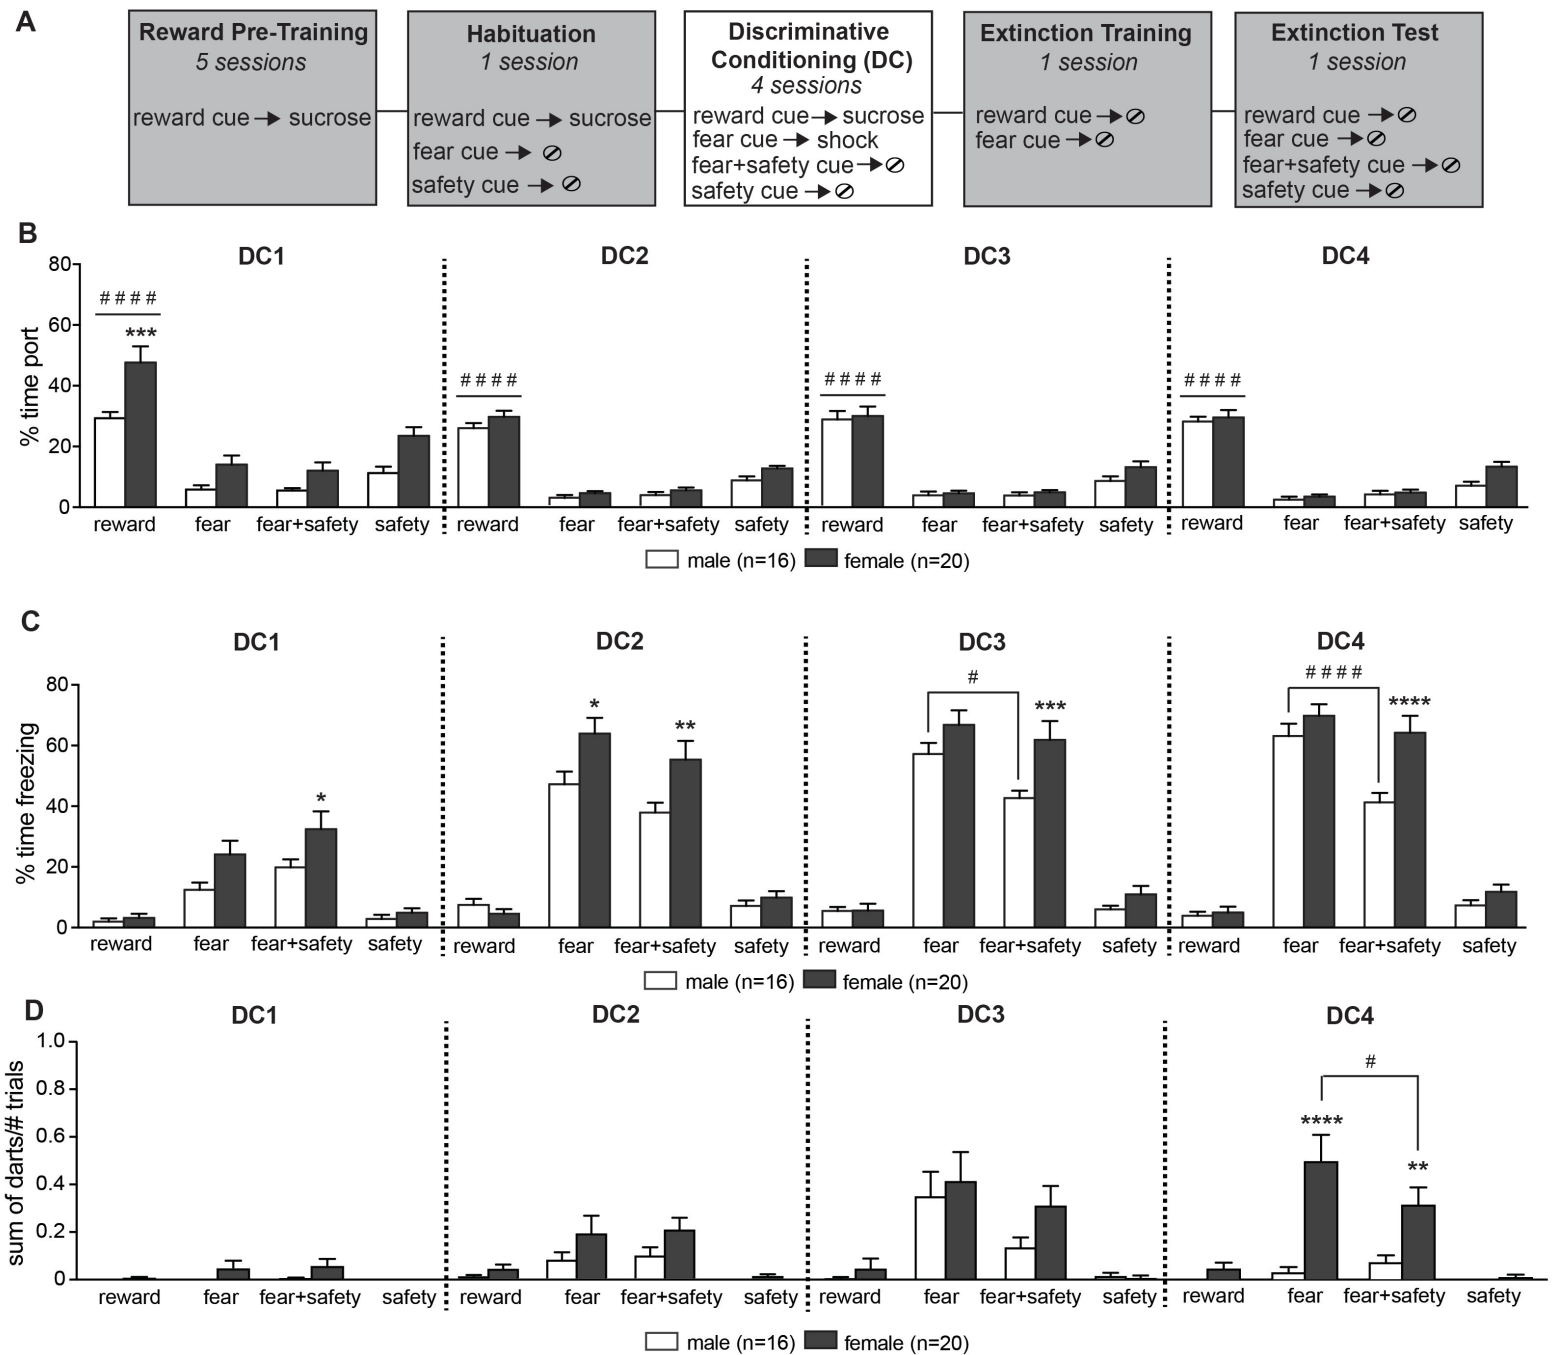 A
Reward Pre-Training
5 sessions
reward cue → sucrose
Habituation
1 session
reward cue → sucrose
fear cue → ⊘
safety cue → ⊘
Discriminative
Conditioning (DC)
4 sessions
reward cue → sucrose
fear cue → shock
fear+safety cue → ⊘
safety cue → ⊘
Extinction Training
1 session
reward cue → ⊘
fear cue → ⊘
Extinction Test
1 session
reward cue → ⊘
fear cue → ⊘
fear+safety cue → ⊘
safety cue → ⊘
B
DC1 DC2 DC3 DC4
% time port
80
60
40
20
0
# # # #
***
# # # #
# # # #
# # # #
reward fear fear+safety safety reward fear fear+safety safety reward fear fear+safety safety reward fear fear+safety safety
male (n=16) female (n=20)
C
DC1 DC2 DC3 DC4
% time freezing
80
60
40
20
0
*
*
**
#
***
# # # #
****
reward fear fear+safety safety reward fear fear+safety safety reward fear fear+safety safety reward fear fear+safety safety
male (n=16) female (n=20)
D
DC1 DC2 DC3 DC4
sum of darts/# trials
1.0
0.8
0.6
0.4
0.2
0
#
****
**
reward fear fear+safety safety reward fear fear+safety safety reward fear fear+safety safety reward fear fear+safety safety
male (n=16) female (n=20)